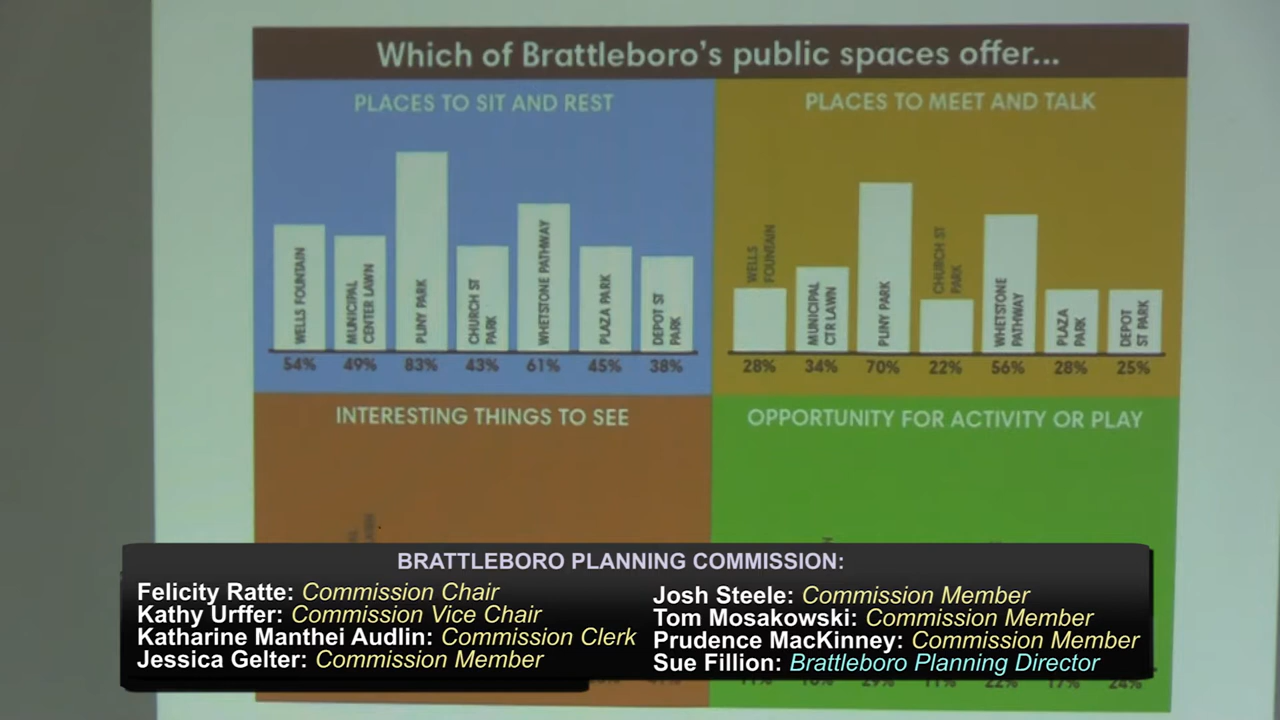 Which of Brattleboro's public spaces offer...
PLACES TO SIT AND REST
WELLS FOUNTAIN
MUNICIPAL
CENTER LAWN
PLINY PARK
CHURCH ST
PARK
WHETSTONE PATHWAY
PLAZA PARK
DEPOT ST
PARK
54% 49% 83% 43% 61% 45% 38%
PLACES TO MEET AND TALK
WELLS
FOUNTAIN
MUNICIPAL
CTR LAWN
PLINY PARK
CHURCH ST
PARK
WHETSTONE
PATHWAY
PLAZA
PARK
DEPOT
ST PARK
28% 34% 70% 22% 56% 28% 25%
INTERESTING THINGS TO SEE
OPPORTUNITY FOR ACTIVITY OR PLAY
BRATTLEBORO PLANNING COMMISSION:
Felicity Ratte: Commission Chair
Kathy Urffer: Commission Vice Chair
Katharine Manthei Audlin: Commission Clerk
Jessica Gelter: Commission Member
Josh Steele: Commission Member
Tom Mosakowski: Commission Member
Prudence MacKinney: Commission Member
Sue Fillion: Brattleboro Planning Director